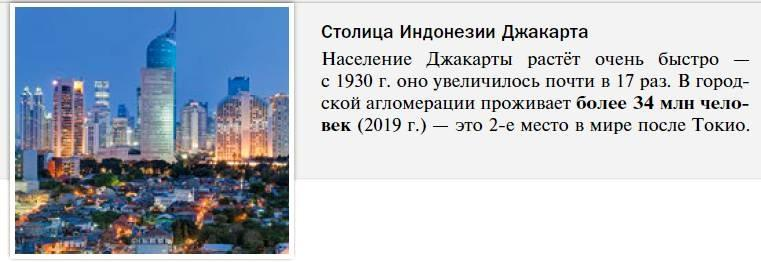 Столица Индонезии Джакарта
Население Джакарты растёт очень быстро —
с 1930 г. оно увеличилось почти в 17 раз. В город-
ской агломерации проживает более 34 млн чело-
век (2019 г.) — это 2-е место в мире после Токио.